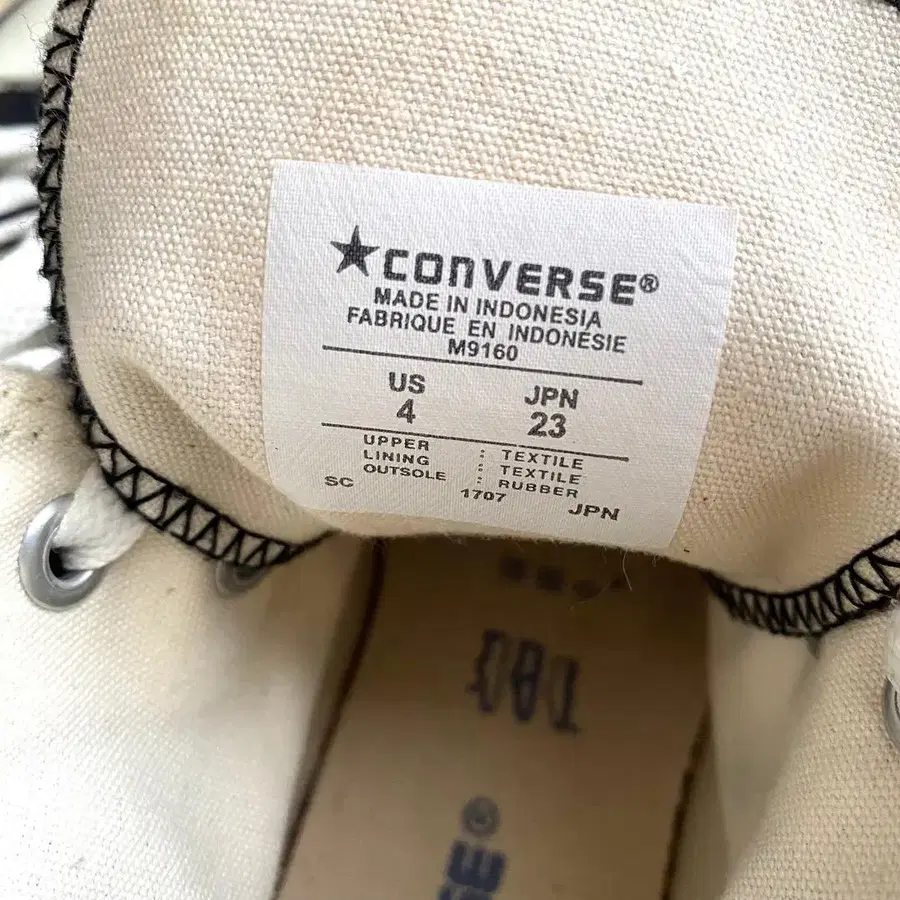 ★CONVERSE®
MADE IN INDONESIA
FABRIQUE EN INDONÉSIE
M9160
US JPN
4 23
UPPER : TEXTILE
LINING : TEXTILE
OUTSOLE : RUBBER
SC 1707 JPN